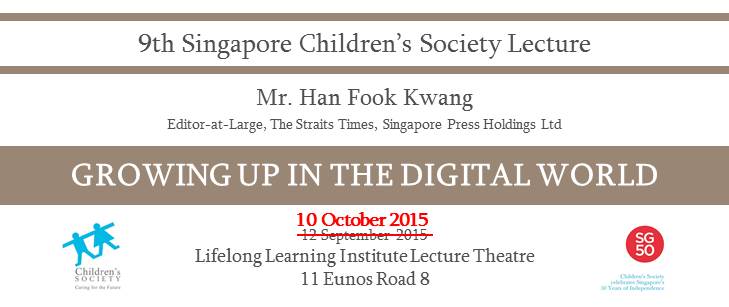 9th Singapore Children’s Society Lecture
Mr. Han Fook Kwang
Editor-at-Large, The Straits Times, Singapore Press Holdings Ltd
GROWING UP IN THE DIGITAL WORLD
10 October 2015
12 September 2015
Lifelong Learning Institute Lecture Theatre
11 Eunos Road 8
Children's
SOCIETY
Caring for the Future
SG
50
Children's Society
celebrates Singapore's
50 Years of Independence